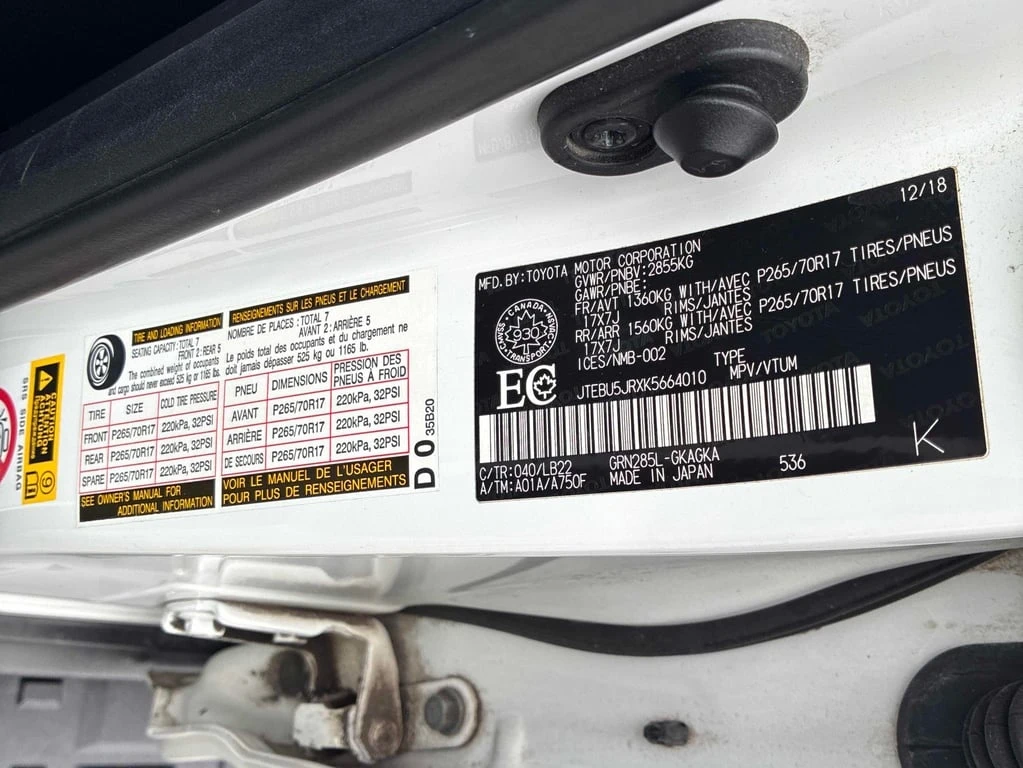 SRS SIDE AIRBAG
CAUTION
ATTENTION
ACHTUNG
9
TIRE AND LOADING INFORMATION
RENSEIGNEMENTS SUR LES PNEUS ET LE CHARGEMENT
SEATING CAPACITY: TOTAL 7
FRONT 2: REAR 5
NOMBRE DE PLACES: TOTAL 7
AVANT 2: ARRIÈRE 5
The combined weight of occupants
and cargo should never exceed 525 kg or 1165 lbs.
Le poids total des occupants et du chargement ne
doit jamais dépasser 525 kg ou 1165 lb.
TIRE SIZE COLD TIRE PRESSURE
FRONT P265/70R17 220kPa, 32PSI
REAR P265/70R17 220kPa, 32PSI
SPARE P265/70R17 220kPa, 32PSI
PNEU DIMENSIONS PRESSION DES PNEUS À FROID
AVANT P265/70R17 220kPa, 32PSI
ARRIÈRE P265/70R17 220kPa, 32PSI
DE SECOURS P265/70R17 220kPa, 32PSI
SEE OWNER'S MANUAL FOR
ADDITIONAL INFORMATION
VOIR LE MANUEL DE L'USAGER
POUR PLUS DE RENSEIGNEMENTS
D0 35B20
12/18
MFD.BY:TOYOTA MOTOR CORPORATION
GVWR/PNBV:2855KG
GAWR/PNBE:
FR/AVT 1360KG WITH/AVEC P265/70R17 TIRES/PNEUS
17X7J RIMS/JANTES
RR/ARR 1560KG WITH/AVEC P265/70R17 TIRES/PNEUS
17X7J RIMS/JANTES
ICES/NMB-002
CANADA
930
TRANSPORT
EC
JTEBU5JRXK5664010
TYPE
MPV/VTUM
C/TR:040/LB22
A/TM:A01A/A750F
GRN285L-GKAGKA
MADE IN JAPAN
536
K